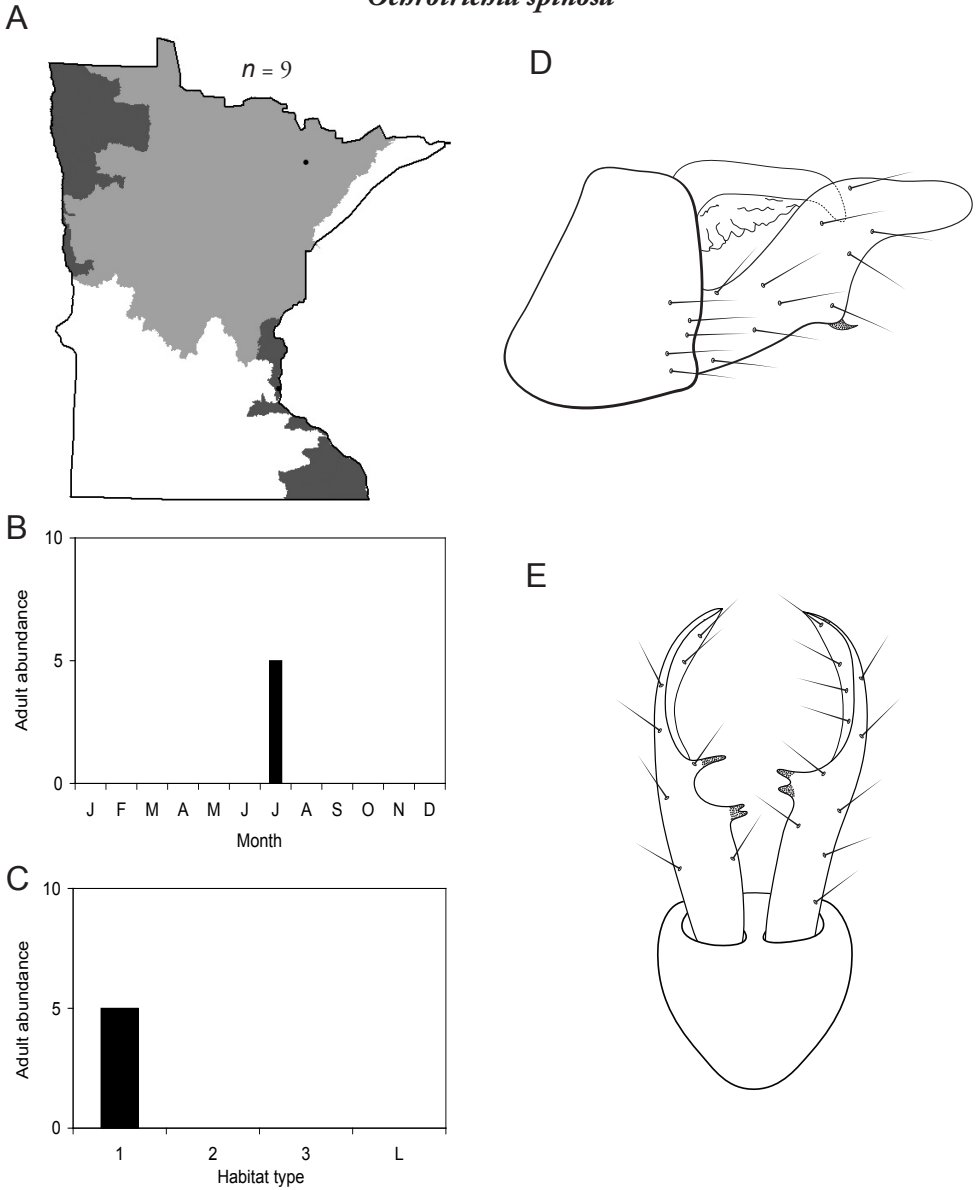 Ochrotrichia spinosa
A
n = 9
D
B
10
5
0
Adult abundance
J F M A M J J A S O N D
Month
C
10
5
0
Adult abundance
1 2 3 L
Habitat type
E